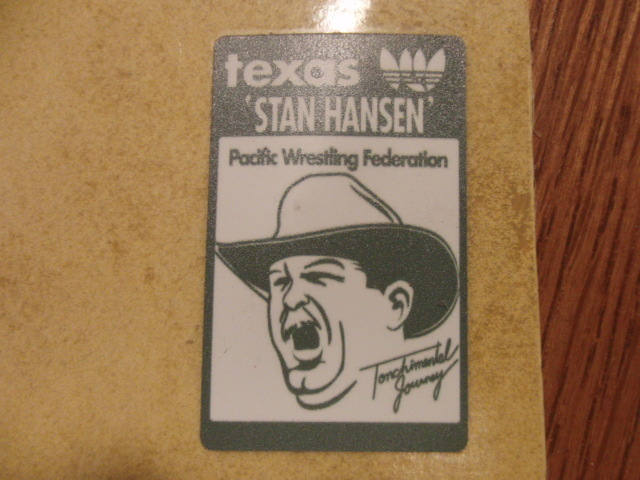 texas
'STAN HANSEN'
Pacific Wrestling Federation
Tonchimental
Journey